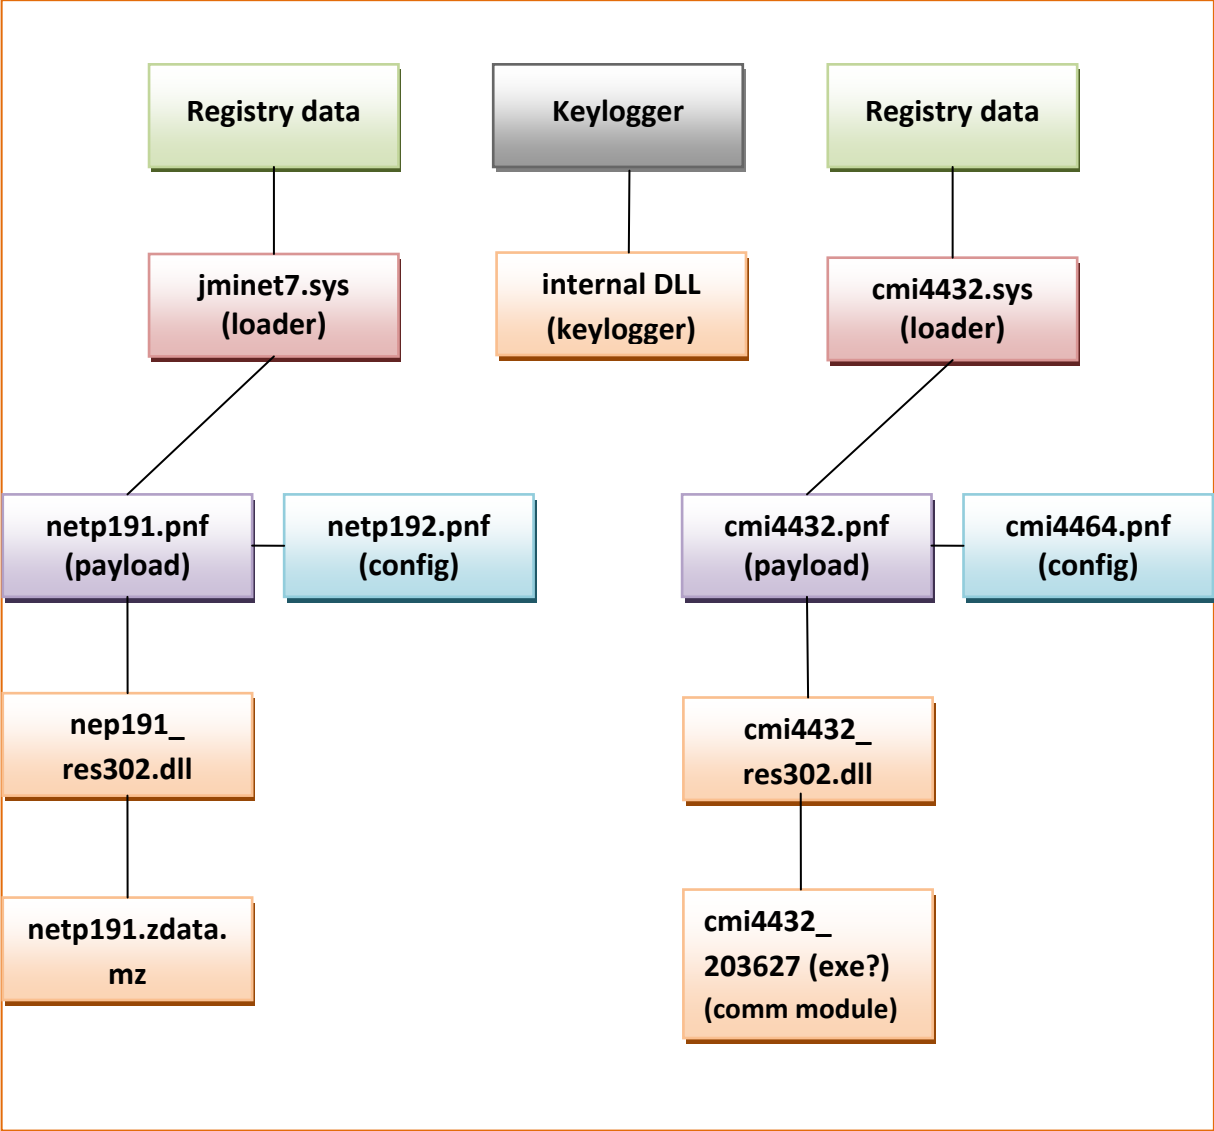 Registry data
Keylogger
Registry data
jminet7.sys
(loader)
internal DLL
(keylogger)
cmi4432.sys
(loader)
netp191.pnf
(payload)
netp192.pnf
(config)
cmi4432.pnf
(payload)
cmi4464.pnf
(config)
nep191_
res302.dll
cmi4432_
res302.dll
netp191.zdata.
mz
cmi4432_
203627 (exe?)
(comm module)